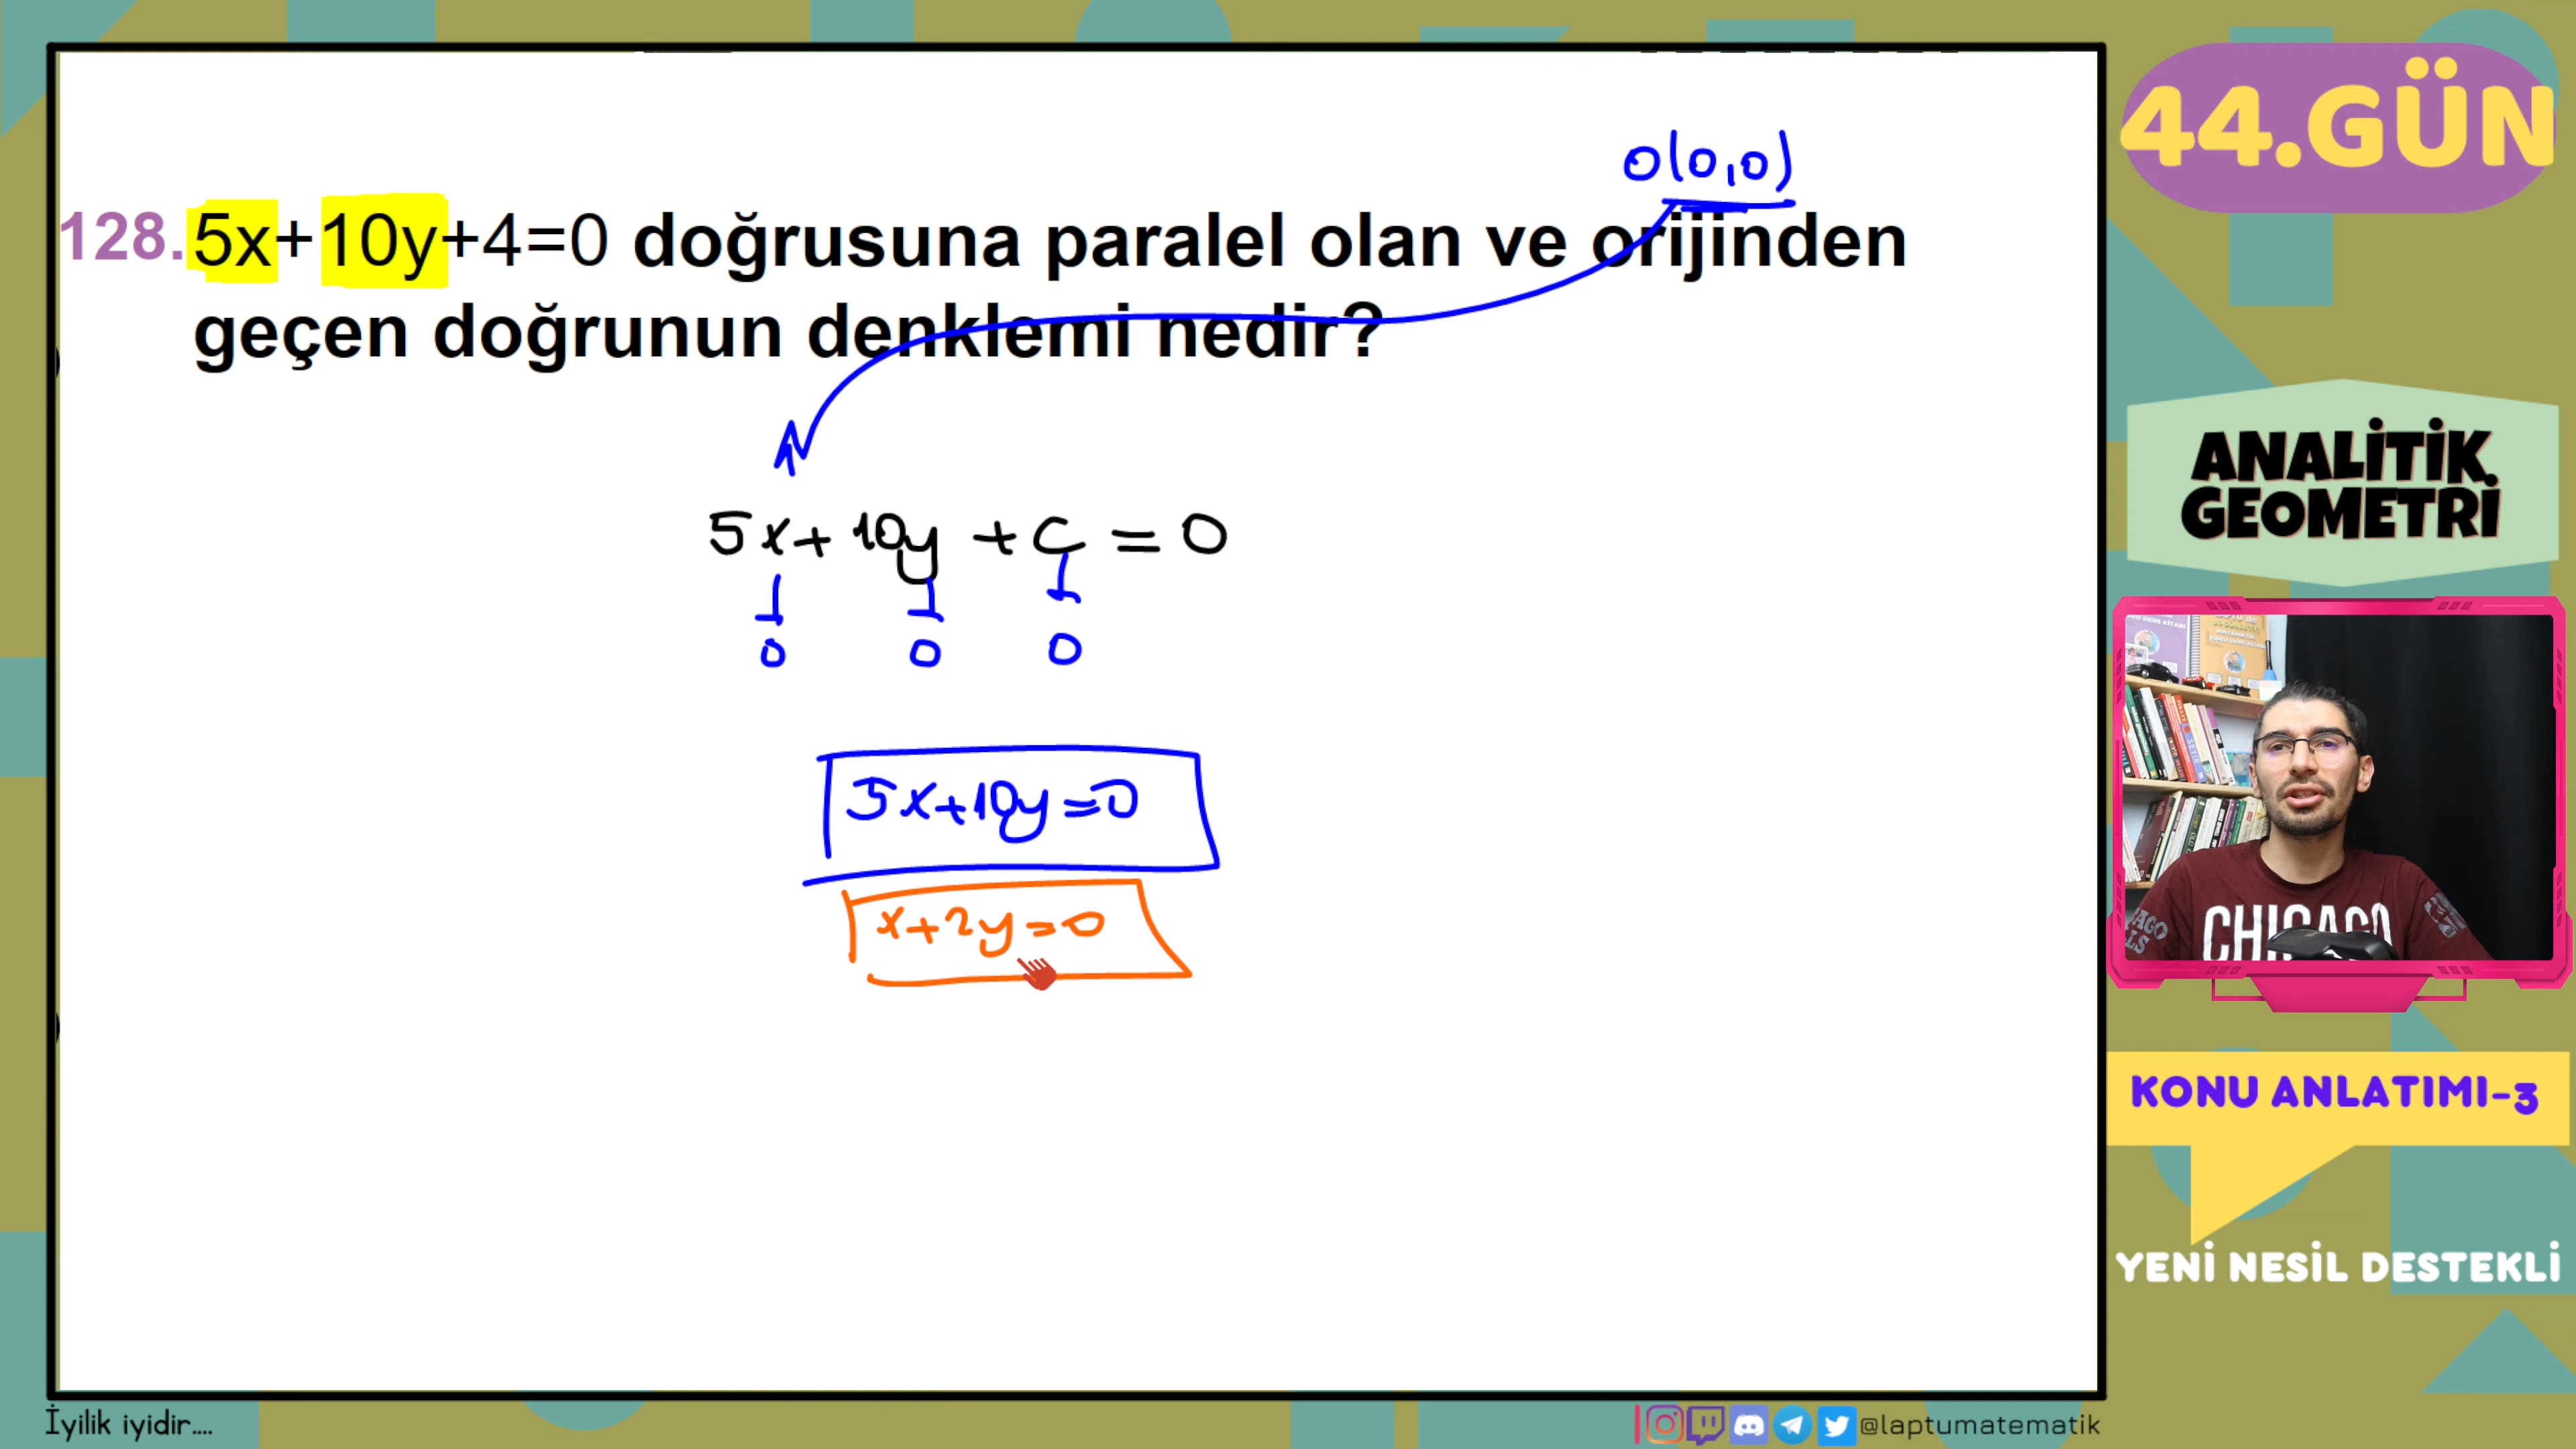 44.GÜN
O(0,0)
128. 5x+10y+4=0 doğrusuna paralel olan ve orijinden
geçen doğrunun denklemi nedir?
ANALİTİK
GEOMETRİ
5x+10y+c=0
0 0 0
5x+10y=0
x+2y=0
CHICAGO
KONU ANLATIMI-3
YENİ NESİL DESTEKLİ
İyilik iyidir....
@laptumatematik